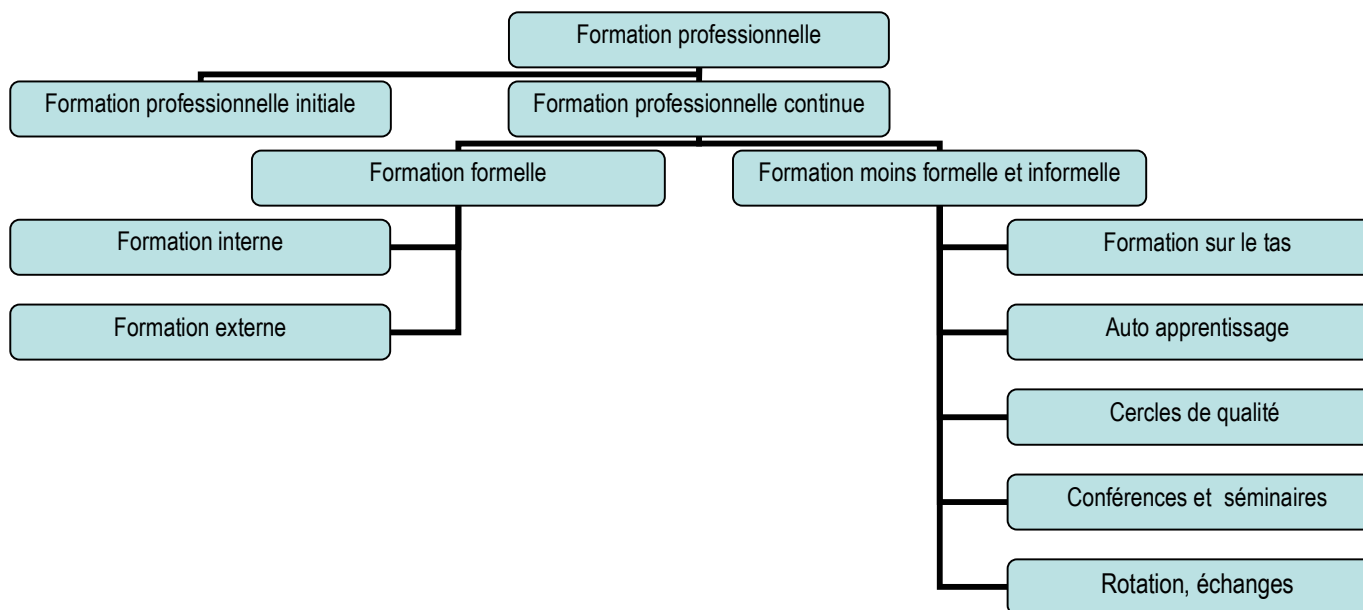 Formation professionnelle
Formation professionnelle initiale
Formation professionnelle continue
Formation formelle
Formation moins formelle et informelle
Formation interne
Formation sur le tas
Formation externe
Auto apprentissage
Cercles de qualité
Conférences et  séminaires
Rotation, échanges